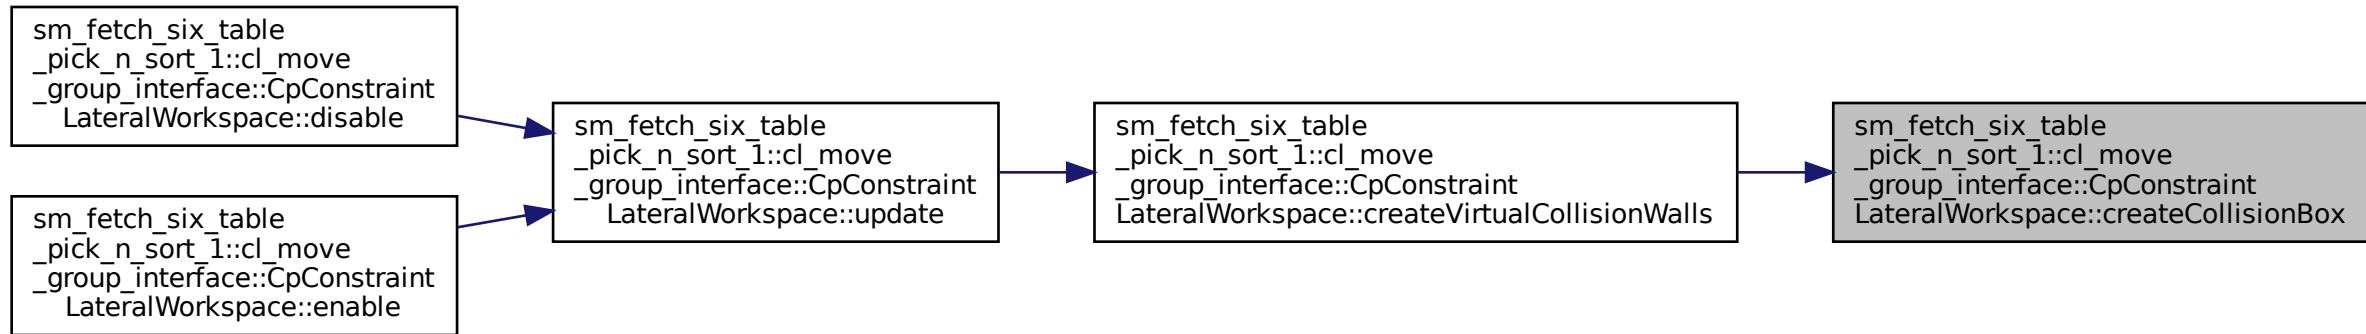 sm_fetch_six_table
_pick_n_sort_1::cl_move
_group_interface::CpConstraint
LateralWorkspace::disable
sm_fetch_six_table
_pick_n_sort_1::cl_move
_group_interface::CpConstraint
LateralWorkspace::enable
sm_fetch_six_table
_pick_n_sort_1::cl_move
_group_interface::CpConstraint
LateralWorkspace::update
sm_fetch_six_table
_pick_n_sort_1::cl_move
_group_interface::CpConstraint
LateralWorkspace::createVirtualCollisionWalls
sm_fetch_six_table
_pick_n_sort_1::cl_move
_group_interface::CpConstraint
LateralWorkspace::createCollisionBox